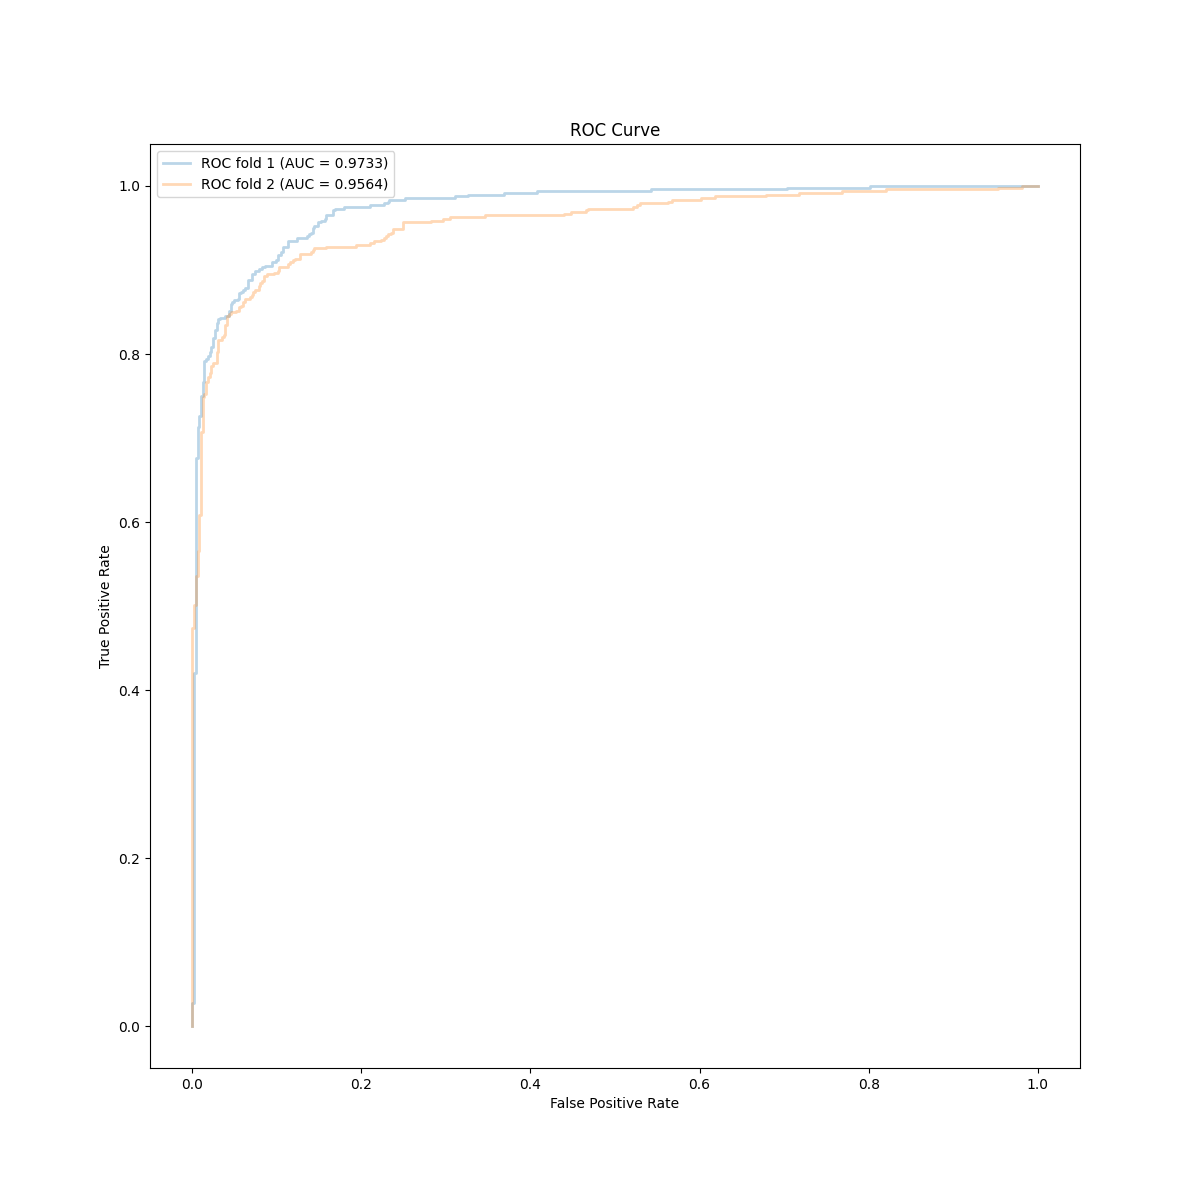 ROC Curve
ROC fold 1 (AUC = 0.9733)
ROC fold 2 (AUC = 0.9564)
1.0
0.8
0.6
0.4
0.2
0.0
True Positive Rate
0.0 0.2 0.4 0.6 0.8 1.0
False Positive Rate